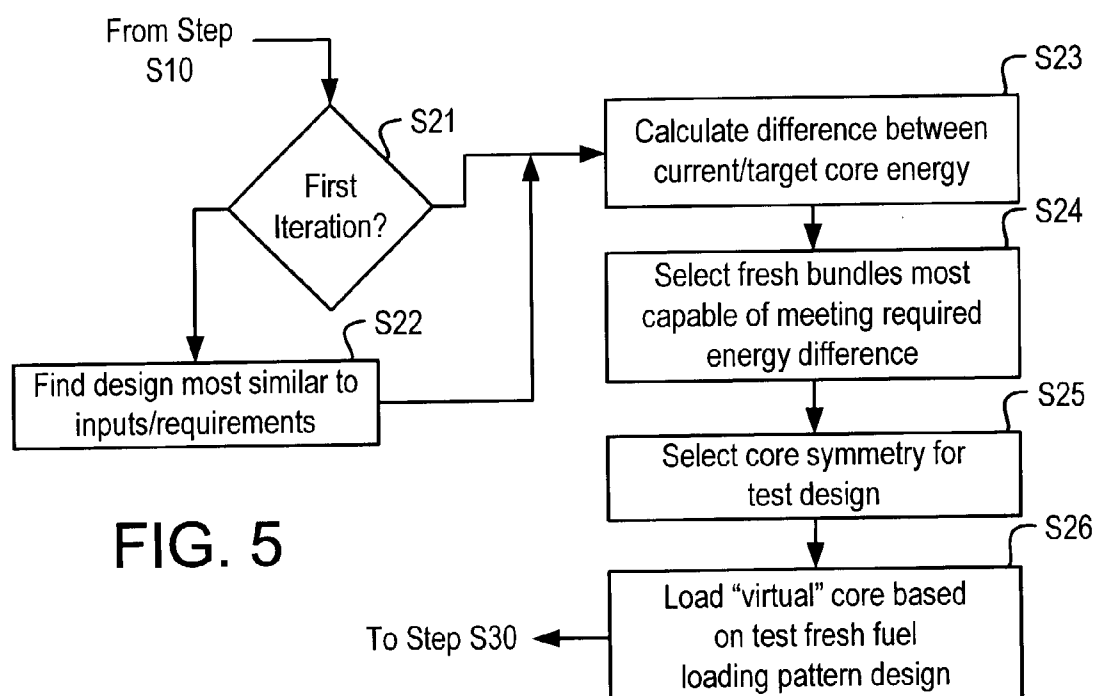 From Step
S10
S21
First
Iteration?
S22
Find design most similar to
inputs/requirements
S23
Calculate difference between
current/target core energy
S24
Select fresh bundles most
capable of meeting required
energy difference
S25
Select core symmetry for
test design
S26
Load “virtual” core based
on test fresh fuel
loading pattern design
To Step S30
FIG. 5